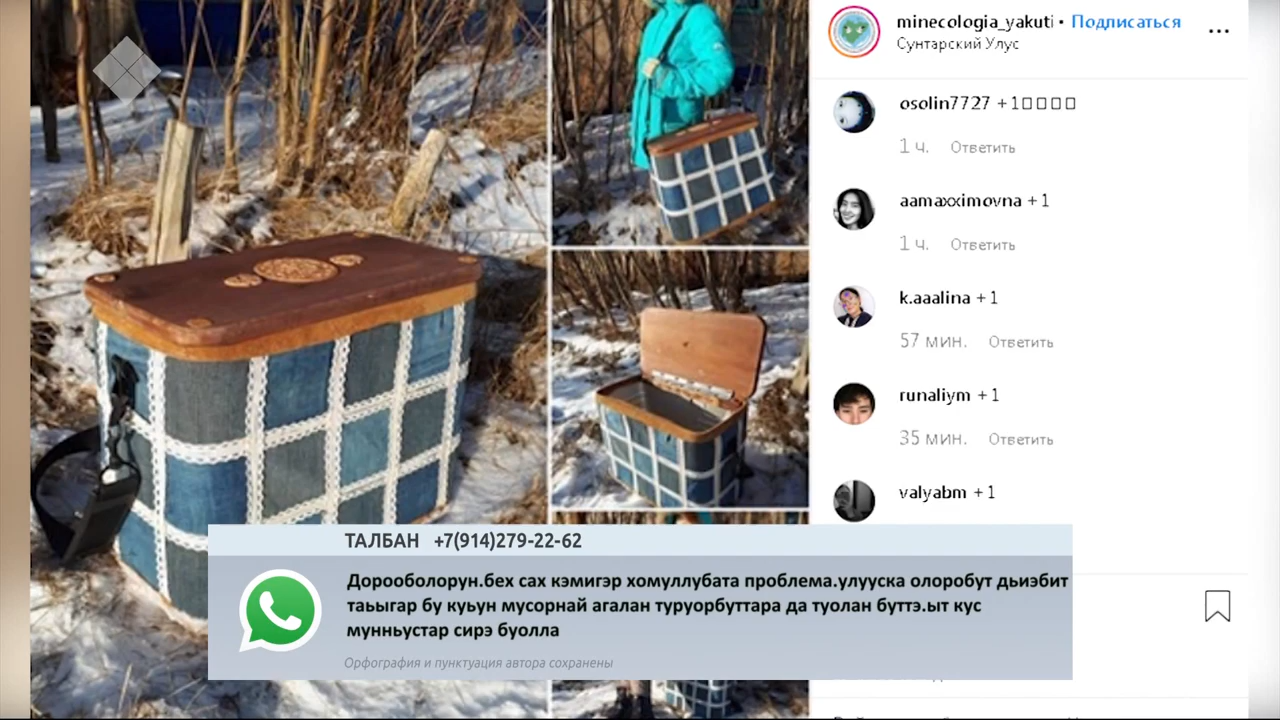 minecologia_yakuti • Подписаться
Сунтарский Улус
osolin7727 +1
1 ч. Ответить
aamaxximovna +1
1 ч. Ответить
k.aaalina +1
57 мин. Ответить
runaliym +1
35 мин. Ответить
valyabm +1
ТАЛБАН +7(914)279-22-62
Дорооболорун.бех сах кэмигэр хомуллубата проблема.улууска олоробут дьиэбит
таьыгар бу куьун мусорнай агалан туруорбуттара да туолан буттэ.ыт кус
мунньустар сирэ буолла
Орфография и пунктуация автора сохранены